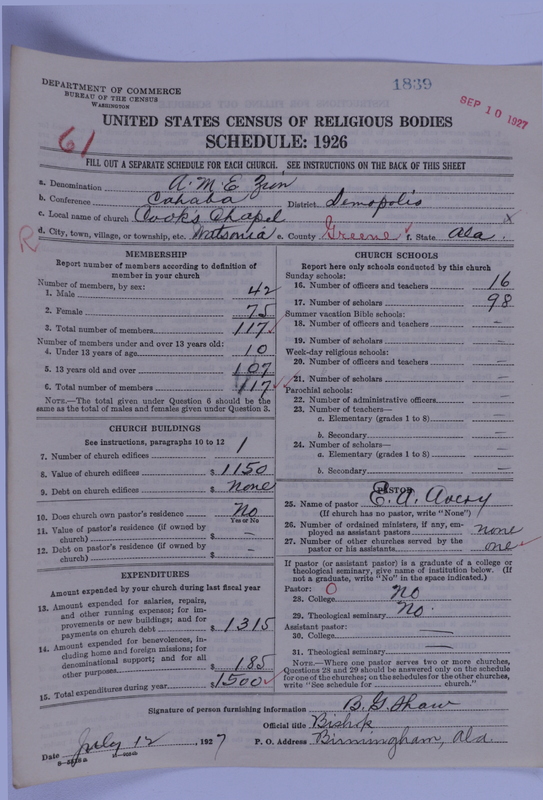 DEPARTMENT OF COMMERCE
BUREAU OF THE CENSUS
WASHINGTON
1839
SEP 10 1927
UNITED STATES CENSUS OF RELIGIOUS BODIES
SCHEDULE: 1926
61
FILL OUT A SEPARATE SCHEDULE FOR EACH CHURCH. SEE INSTRUCTIONS ON THE BACK OF THIS SHEET
a. Denomination A. M. E. Zion
b. Conference Cahaba District Demopolis
c. Local name of church Cooks Chapel x
R d. City, town, village, or township, etc. Watsonia e. County Greene f. State Ala.
MEMBERSHIP
Report number of members according to definition of
member in your church
Number of members, by sex:
1. Male 42
2. Female 75
3. Total number of members 117
Number of members under and over 13 years old:
4. Under 13 years of age 10
5. 13 years old and over 107
6. Total number of members 117
NOTE.—The total given under Question 6 should be
same as the total of males and females given under Question 3.
CHURCH BUILDINGS
See instructions, paragraphs 10 to 12
7. Number of church edifices 1
8. Value of church edifices $ 1150
9. Debt on church edifices $ None
10. Does church own pastor's residence No
Yes or No
11. Value of pastor's residence (if owned by
church) $ —
12. Debt on pastor's residence (if owned by
church) $ —
EXPENDITURES
Amount expended by your church during last fiscal year
13. Amount expended for salaries, repairs,
and other running expenses; for im-
provements or new buildings; and for
payments on church debt $ 1315
14. Amount expended for benevolences, in-
cluding home and foreign missions; for
denominational support; and for all
other purposes $ 185
15. Total expenditures during year $ 1500
CHURCH SCHOOLS
Report here only schools conducted by this church
Sunday schools:
16. Number of officers and teachers 16
17. Number of scholars 98
Summer vacation Bible schools:
18. Number of officers and teachers —
19. Number of scholars —
Week-day religious schools:
20. Number of officers and teachers —
21. Number of scholars —
Parochial schools:
22. Number of administrative officers —
23. Number of teachers—
a. Elementary (grades 1 to 8) —
b. Secondary —
24. Number of scholars—
a. Elementary (grades 1 to 8) —
b. Secondary —
PASTOR
25. Name of pastor E. A. Avery
(If church has no pastor, write "None")
26. Number of ordained ministers, if any, em-
ployed as assistant pastors none
27. Number of other churches served by the
pastor or his assistants one
If pastor (or assistant pastor) is a graduate of a college or
theological seminary, give name of institution below. (If
not a graduate, write "No" in the space indicated.)
Pastor: O
28. College No
29. Theological seminary No.
Assistant pastor:
30. College —
31. Theological seminary —
NOTE.—Where one pastor serves two or more churches,
Questions 28 and 29 should be answered only on the schedule
for one of the churches; on the schedules for the other churches,
write "See schedule for ______ church."
Signature of person furnishing information B. G. Shaw
Official title Bishop
Date July 12, 1927 P. O. Address Birmingham, Ala